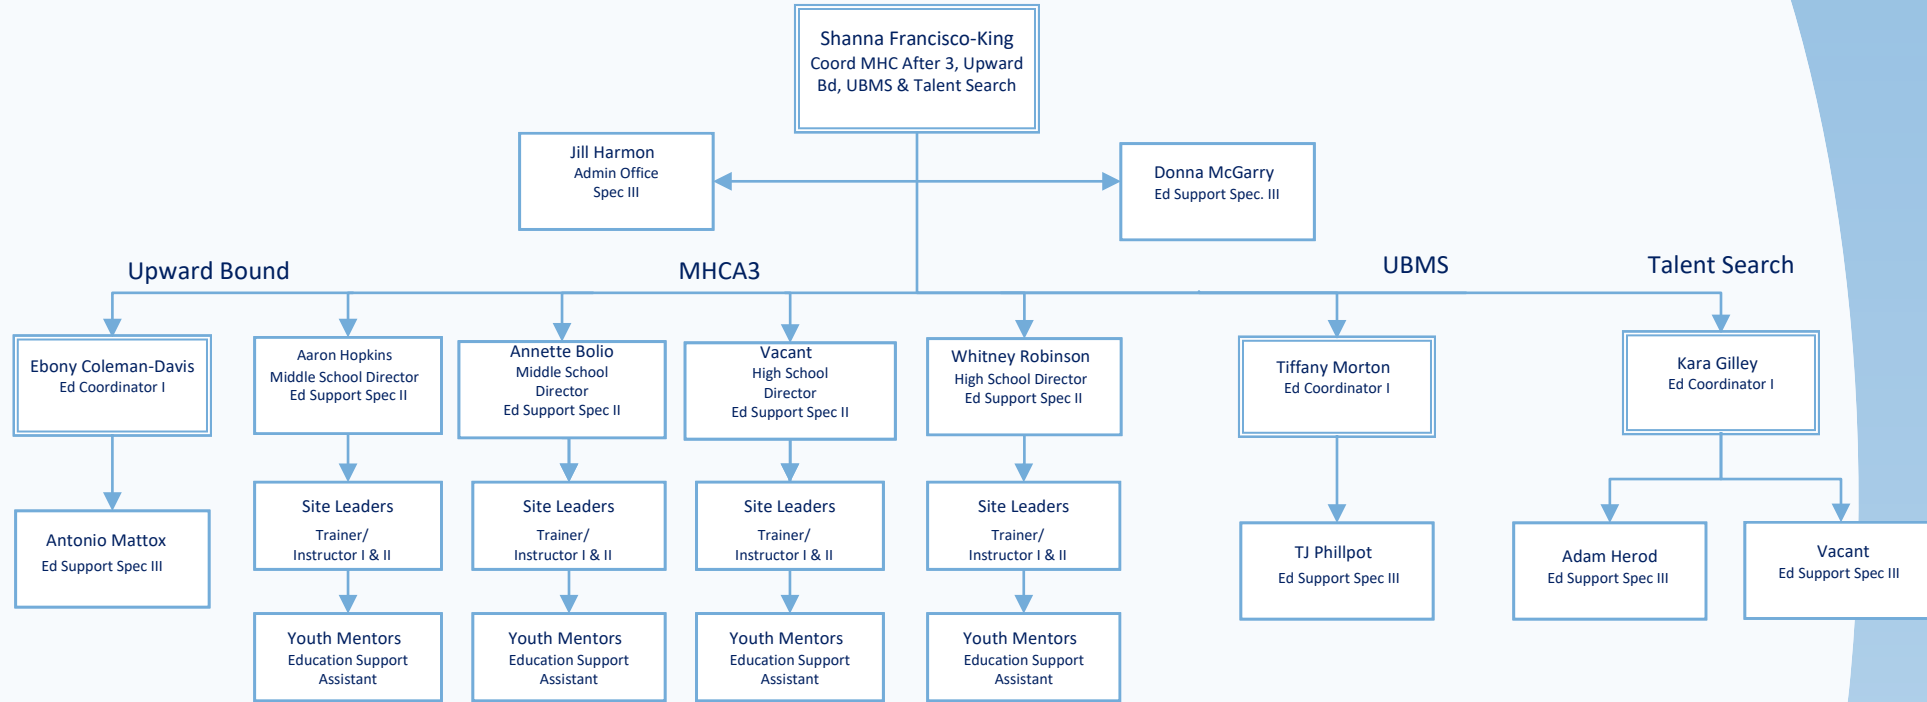 Shanna Francisco-King
Coord MHC After 3, Upward
Bd, UBMS & Talent Search
Jill Harmon
Admin Office
Spec III
Donna McGarry
Ed Support Spec. III
Upward Bound
MHCA3
UBMS
Talent Search
Ebony Coleman-Davis
Ed Coordinator I
Aaron Hopkins
Middle School Director
Ed Support Spec II
Annette Bolio
Middle School
Director
Ed Support Spec II
Vacant
High School
Director
Ed Support Spec II
Whitney Robinson
High School Director
Ed Support Spec II
Tiffany Morton
Ed Coordinator I
Kara Gilley
Ed Coordinator I
Antonio Mattox
Ed Support Spec III
Site Leaders
Trainer/
Instructor I & II
Site Leaders
Trainer/
Instructor I & II
Site Leaders
Trainer/
Instructor I & II
Site Leaders
Trainer/
Instructor I & II
TJ Phillpot
Ed Support Spec III
Adam Herod
Ed Support Spec III
Vacant
Ed Support Spec III
Youth Mentors
Education Support
Assistant
Youth Mentors
Education Support
Assistant
Youth Mentors
Education Support
Assistant
Youth Mentors
Education Support
Assistant